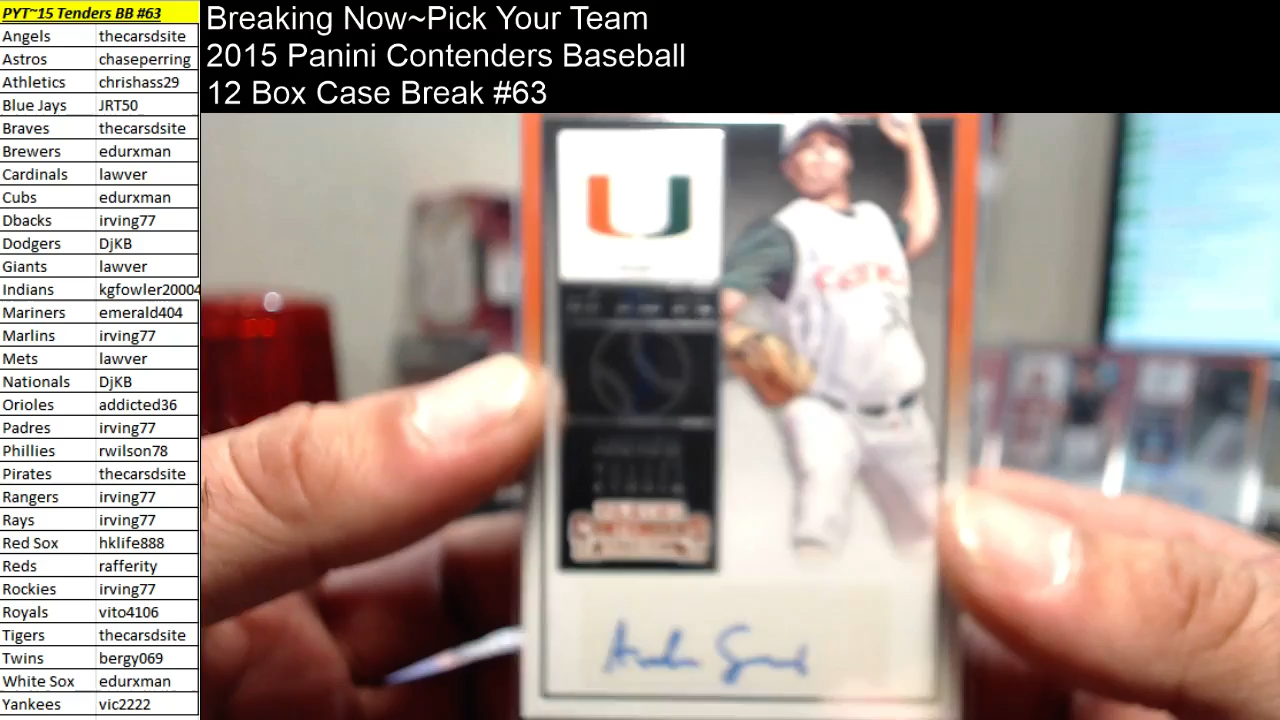 PYT~15 Tenders BB #63
Angels thecarsdsite
Astros chaseperring
Athletics chrishass29
Blue Jays JRT50
Braves thecarsdsite
Brewers edurxman
Cardinals lawver
Cubs edurxman
Dbacks irving77
Dodgers DjKB
Giants lawver
Indians kgfowler20004
Mariners emerald404
Marlins irving77
Mets lawver
Nationals DjKB
Orioles addicted36
Padres irving77
Phillies rwilson78
Pirates thecarsdsite
Rangers irving77
Rays irving77
Red Sox hklife888
Reds rafferity
Rockies irving77
Royals vito4106
Tigers thecarsdsite
Twins bergy069
White Sox edurxman
Yankees vic2222
Breaking Now~Pick Your Team
2015 Panini Contenders Baseball
12 Box Case Break #63
U
PANINI
CONTENDERS